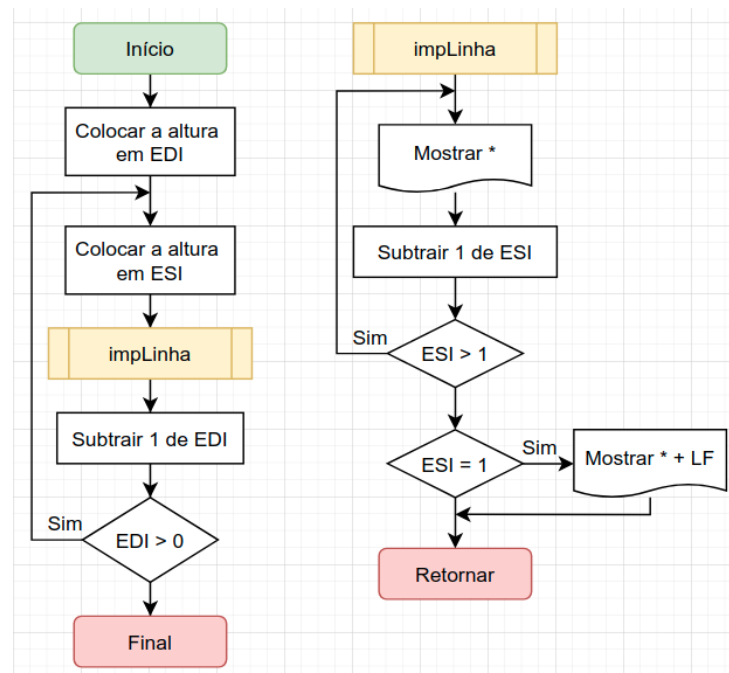 Início
Colocar a altura
em EDI
Colocar a altura
em ESI
impLinha
Subtrair 1 de EDI
Sim
EDI > 0
Final
impLinha
Mostrar *
Subtrair 1 de ESI
Sim
ESI > 1
ESI = 1
Sim
Mostrar * + LF
Retornar